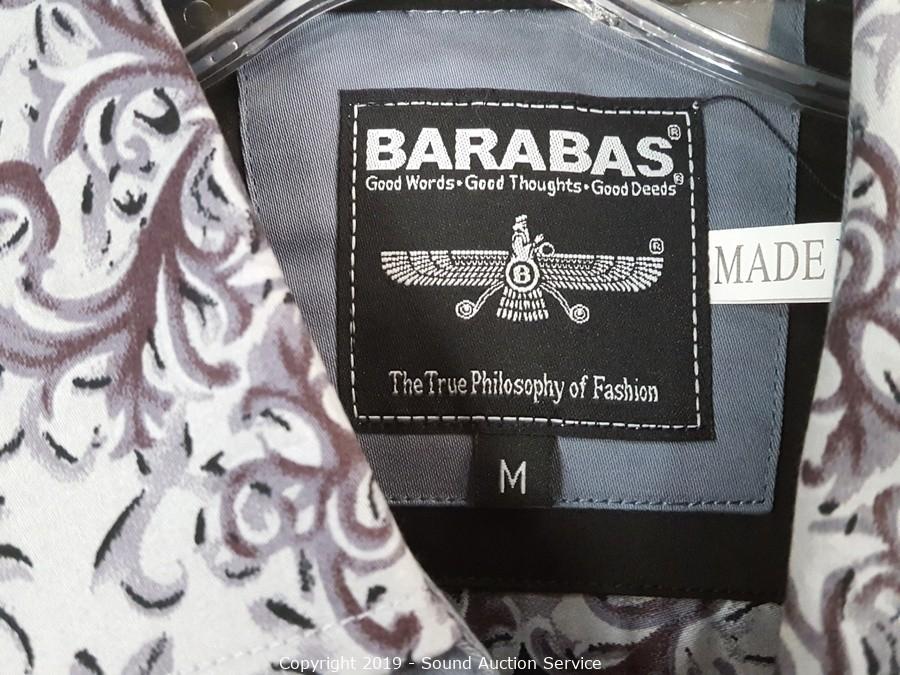 BARABAS®
Good Words • Good Thoughts • Good Deeds®
®
B
MADE
The True Philosophy of Fashion
M
Copyright 2019 - Sound Auction Service